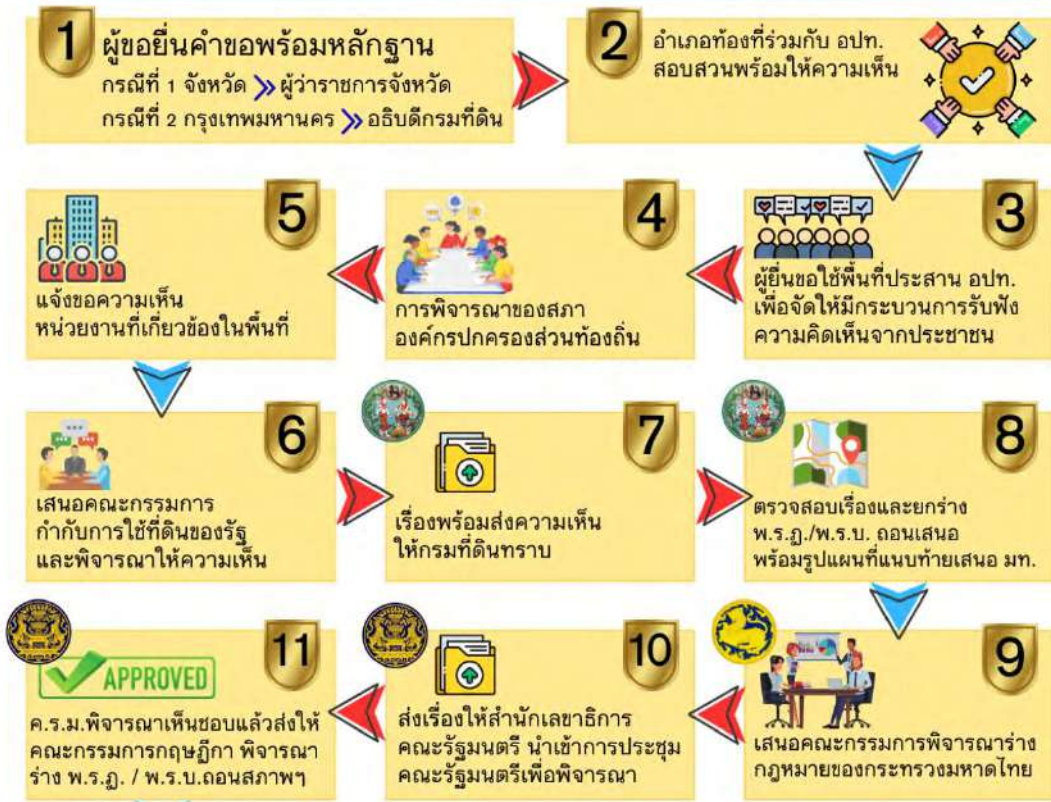 1
ผู้ขอยื่นคำขอพร้อมหลักฐาน
กรณีที่ 1 จังหวัด >> ผู้ว่าราชการจังหวัด
กรณีที่ 2 กรุงเทพมหานคร >> อธิบดีกรมที่ดิน
2
อำเภอท้องที่ร่วมกับ อปท.
สอบสวนพร้อมให้ความเห็น
3
ผู้ยื่นขอใช้พื้นที่ประสาน อปท.
เพื่อจัดให้มีกระบวนการรับฟัง
ความคิดเห็นจากประชาชน
4
การพิจารณาของสภา
องค์กรปกครองส่วนท้องถิ่น
5
แจ้งขอความเห็น
หน่วยงานที่เกี่ยวข้องในพื้นที่
6
เสนอคณะกรรมการ
กำกับการใช้ที่ดินของรัฐ
และพิจารณาให้ความเห็น
7
เรื่องพร้อมส่งความเห็น
ให้กรมที่ดินทราบ
8
ตรวจสอบเรื่องและยกร่าง
พ.ร.ฎ./พ.ร.บ. ถอนเสนอ
พร้อมรูปแผนที่แนบท้ายเสนอ มท.
9
เสนอคณะกรรมการพิจารณาร่าง
กฎหมายของกระทรวงมหาดไทย
10
ส่งเรื่องให้สำนักเลขาธิการ
คณะรัฐมนตรี นำเข้าการประชุม
คณะรัฐมนตรีเพื่อพิจารณา
11
APPROVED
ค.ร.ม.พิจารณาเห็นชอบแล้วส่งให้
คณะกรรมการกฤษฎีกา พิจารณา
ร่าง พ.ร.ฎ. / พ.ร.บ.ถอนสภาพฯ